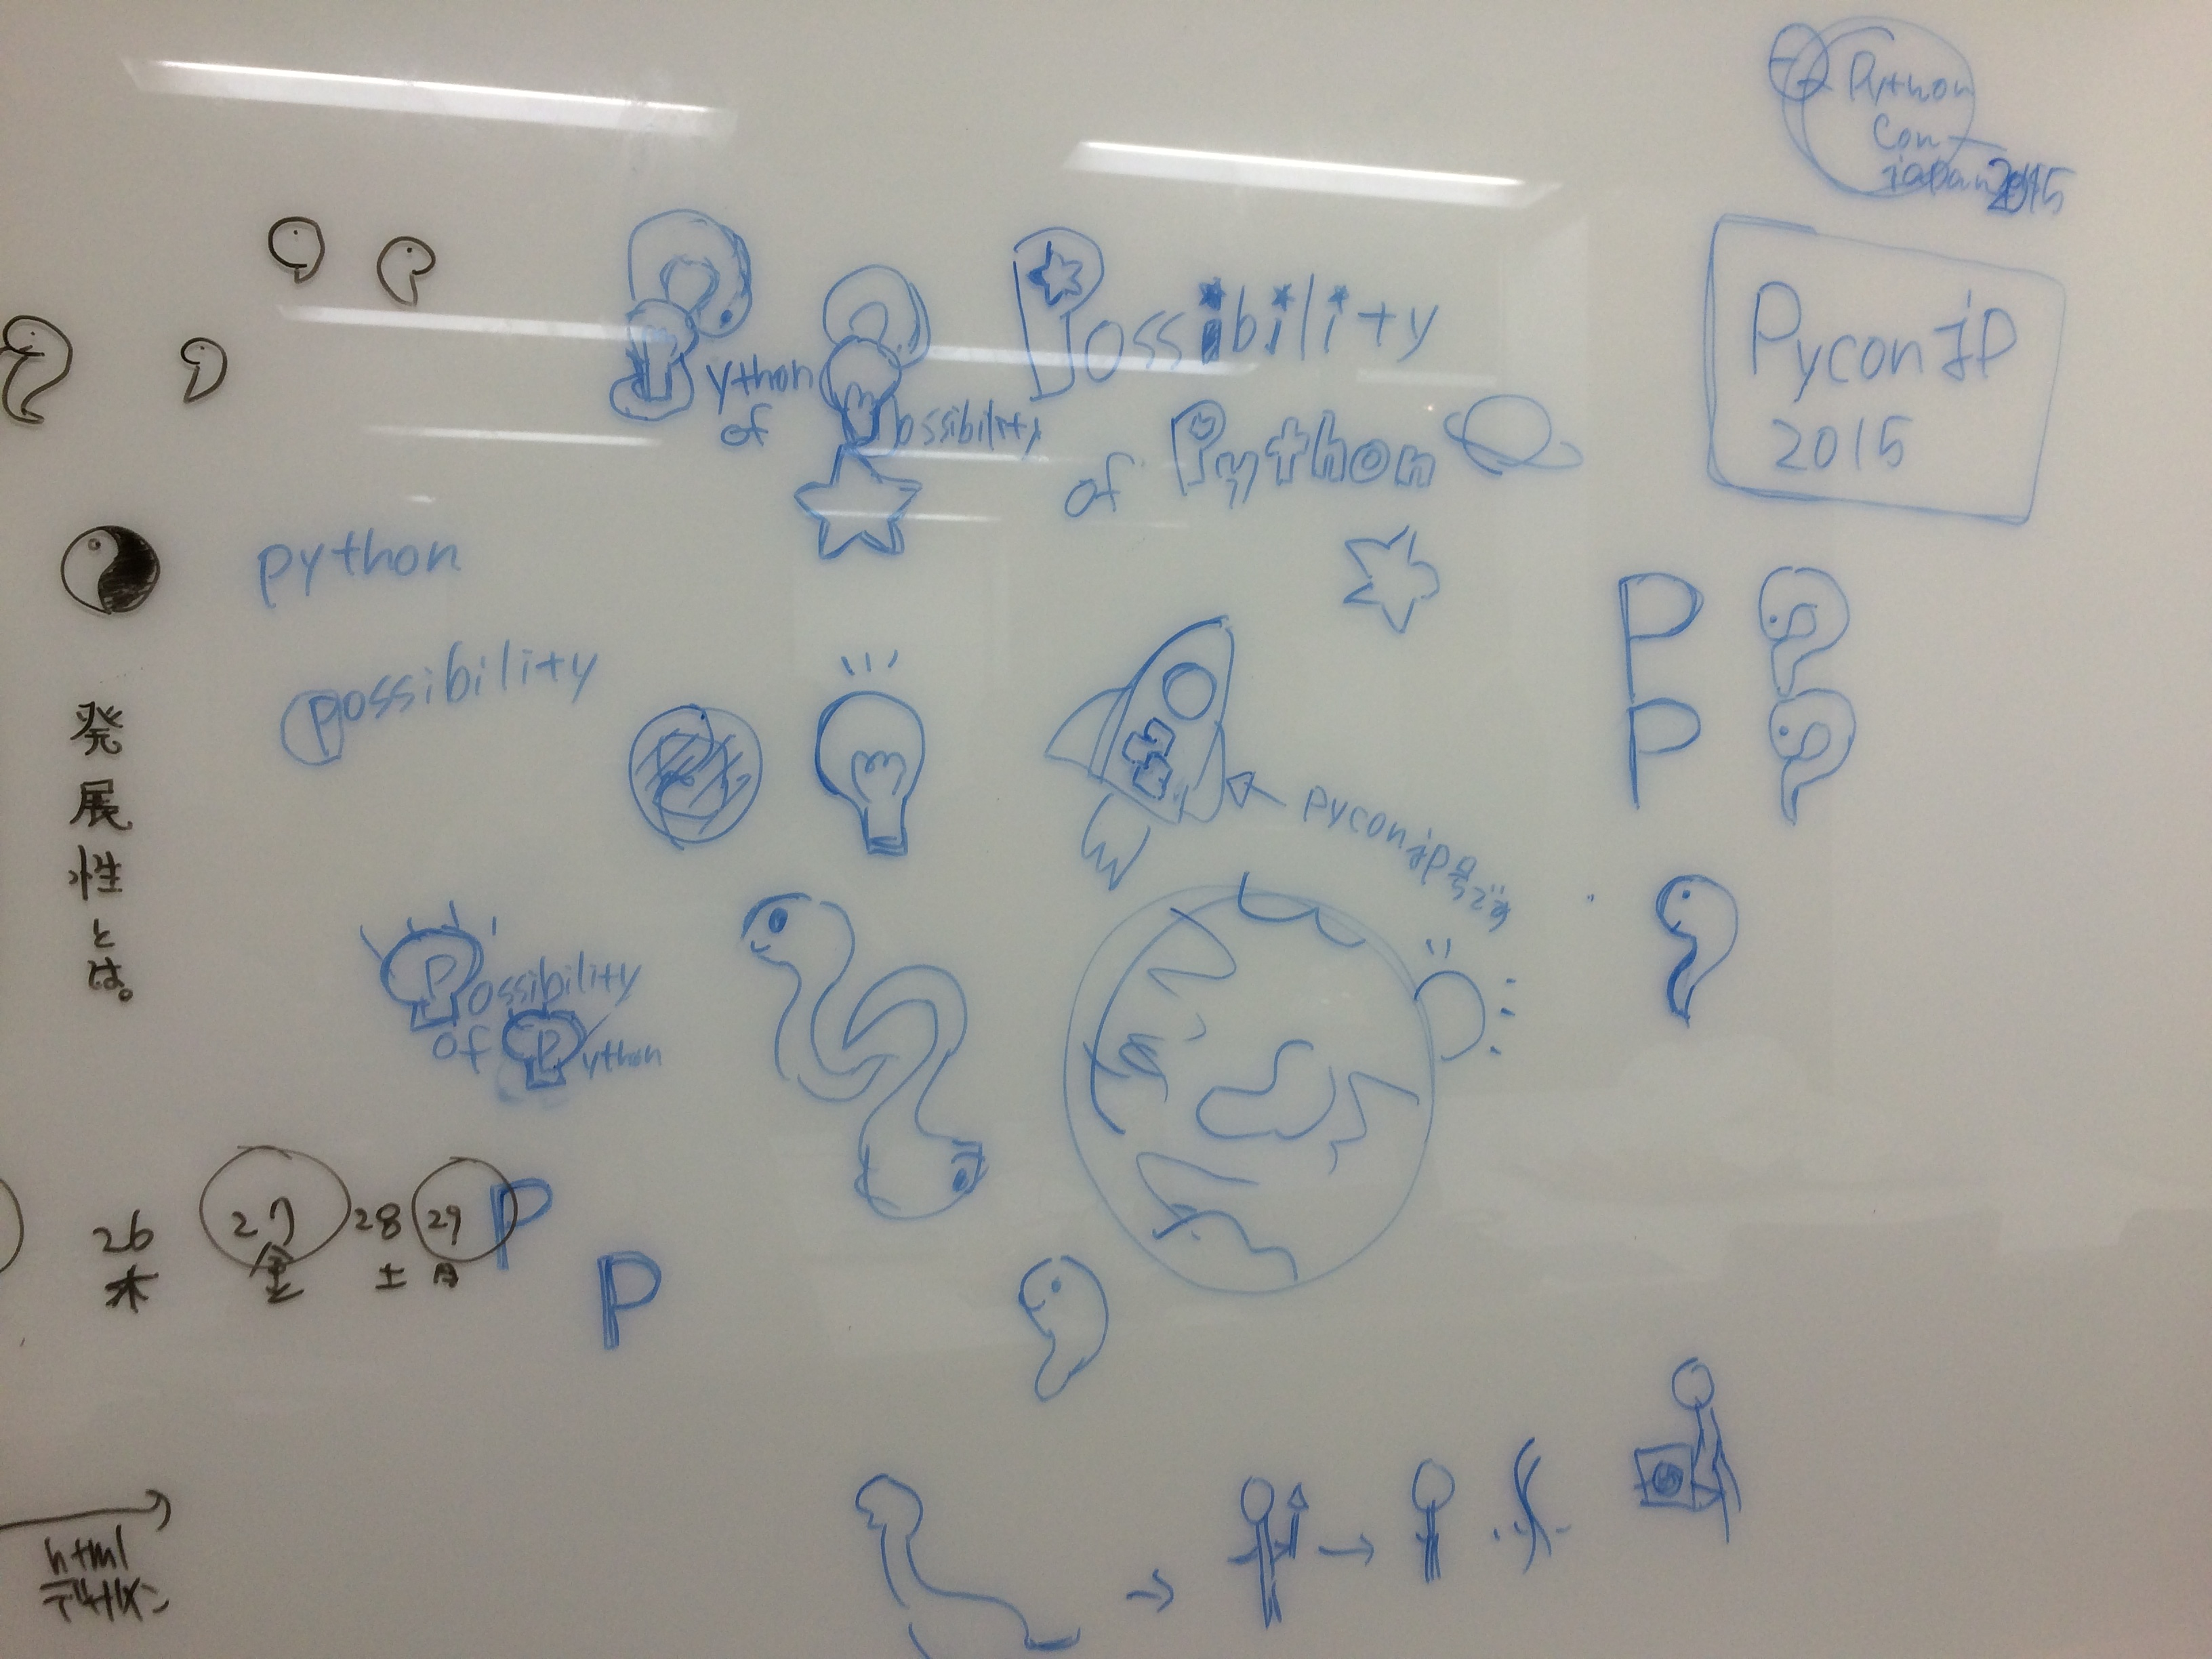 Python
Con
japan 2015
Pyconjp
2015
Python
of Possibility
Possibility
of Python
python
possibility
P
P
pyconjp号です
発展性とは。
Possibility
of Python
26 27 28 29
木 金 土 月
P
P
html
デザイン